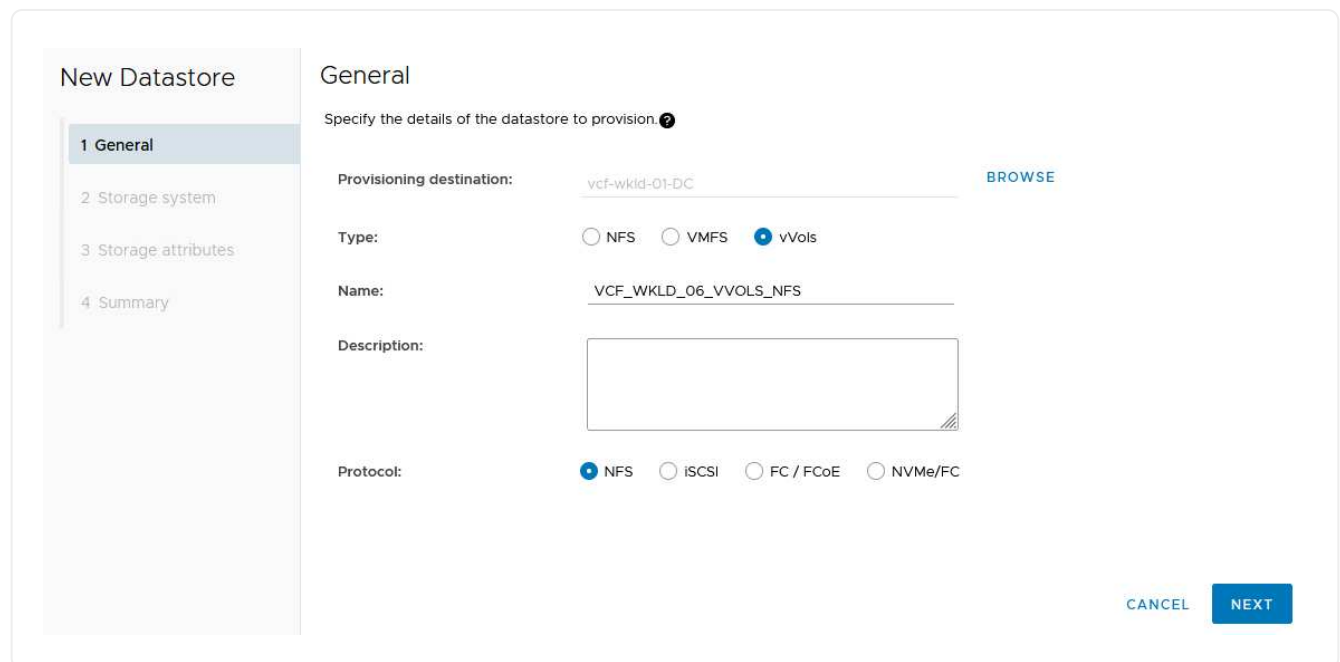 New Datastore
1 General
2 Storage system
3 Storage attributes
4 Summary
General
Specify the details of the datastore to provision.?
Provisioning destination: vcf-wkld-01-DC BROWSE
Type: NFS VMFS vVols
Name: VCF_WKLD_06_VVOLS_NFS
Description:
Protocol: NFS iSCSI FC / FCoE NVMe/FC
CANCEL NEXT